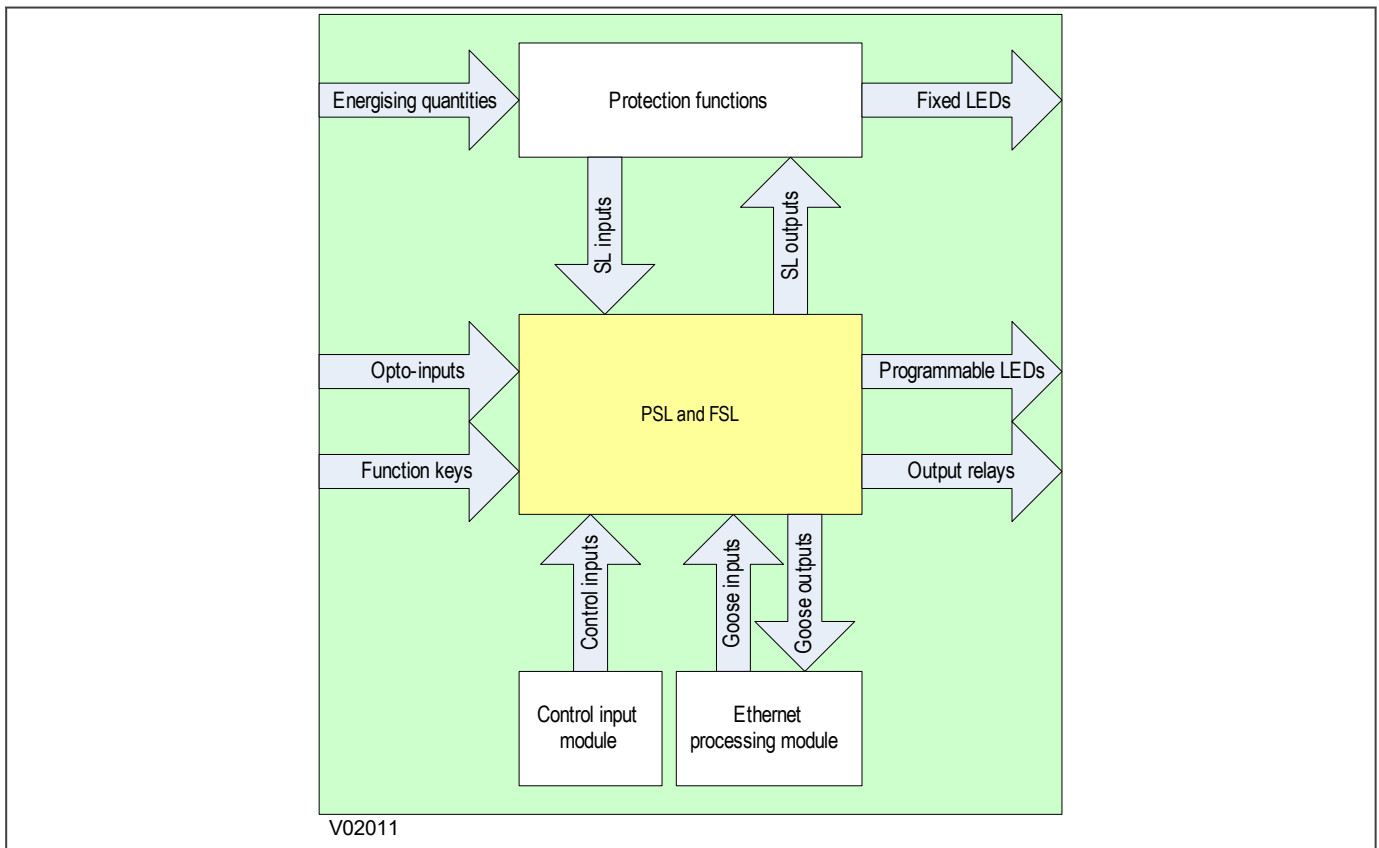 Energising quantities
Protection functions
Fixed LEDs
SL inputs
SL outputs
Opto-inputs
Programmable LEDs
PSL and FSL
Function keys
Output relays
Control inputs
Goose inputs
Goose outputs
Control input
module
Ethernet
processing module
V02011